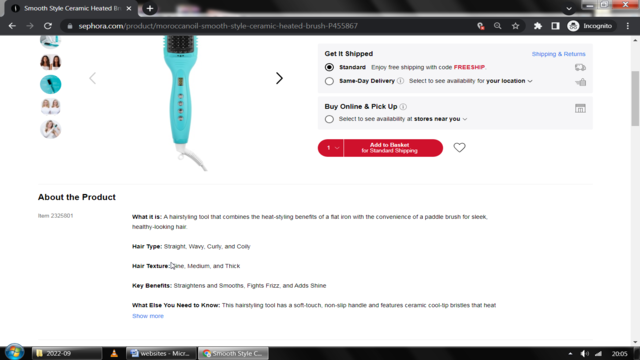 Smooth Style Ceramic Heated Br
Incognito
sephora.com/product/moroccanoil-smooth-style-ceramic-heated-brush-P455867
Get It Shipped
Shipping & Returns
Standard Enjoy free shipping with code FREESHIP.
Same-Day Delivery Select to see availability for your location
Buy Online & Pick Up
Select to see availability at stores near you
1 Add to Basket
for Standard Shipping
About the Product
Item 2325801
What it is: A hairstyling tool that combines the heat-styling benefits of a flat iron with the convenience of a paddle brush for sleek,
healthy-looking hair.
Hair Type: Straight, Wavy, Curly, and Coily
Hair Texture: Fine, Medium, and Thick
Key Benefits: Straightens and Smooths, Fights Frizz, and Adds Shine
What Else You Need to Know: This hairstyling tool has a soft-touch, non-slip handle and features ceramic cool-tip bristles that heat
Show more
2022-09
websites - Micr...
Smooth Style C...
20:05